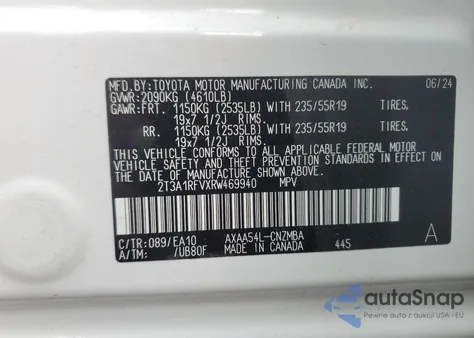 MFD.BY:TOYOTA MOTOR MANUFACTURING CANADA INC. 06/24
GVWR:2090KG (4610LB)
GAWR:FRT. 1150KG (2535LB) WITH 235/55R19 TIRES,
19x7 1/2J RIMS.
RR. 1150KG (2535LB) WITH 235/55R19 TIRES,
19x7 1/2J RIMS.
THIS VEHICLE CONFORMS TO ALL APPLICABLE FEDERAL MOTOR
VEHICLE SAFETY AND THEFT PREVENTION STANDARDS IN EFFECT ON
THE DATE OF MANUFACTURE SHOWN ABOVE.
2T3A1RFVXRW469940 MPV
C/TR:089/EA10 AXAA54L-CNZMBA
A/TM: /UB80F MADE IN CANADA 445 A
autoSnap
Pewne auta z aukcji USA i EU